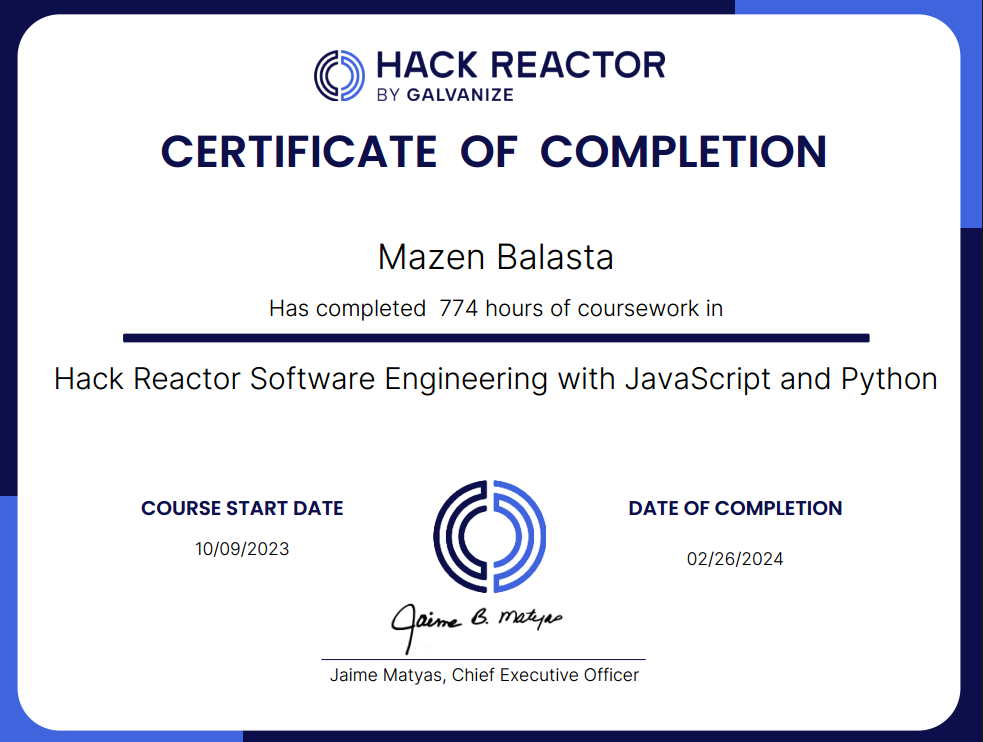 HACK REACTOR
BY GALVANIZE
CERTIFICATE OF COMPLETION
Mazen Balasta
Has completed 774 hours of coursework in
Hack Reactor Software Engineering with JavaScript and Python
COURSE START DATE
10/09/2023
DATE OF COMPLETION
02/26/2024
Jaime B. Matyas
Jaime Matyas, Chief Executive Officer